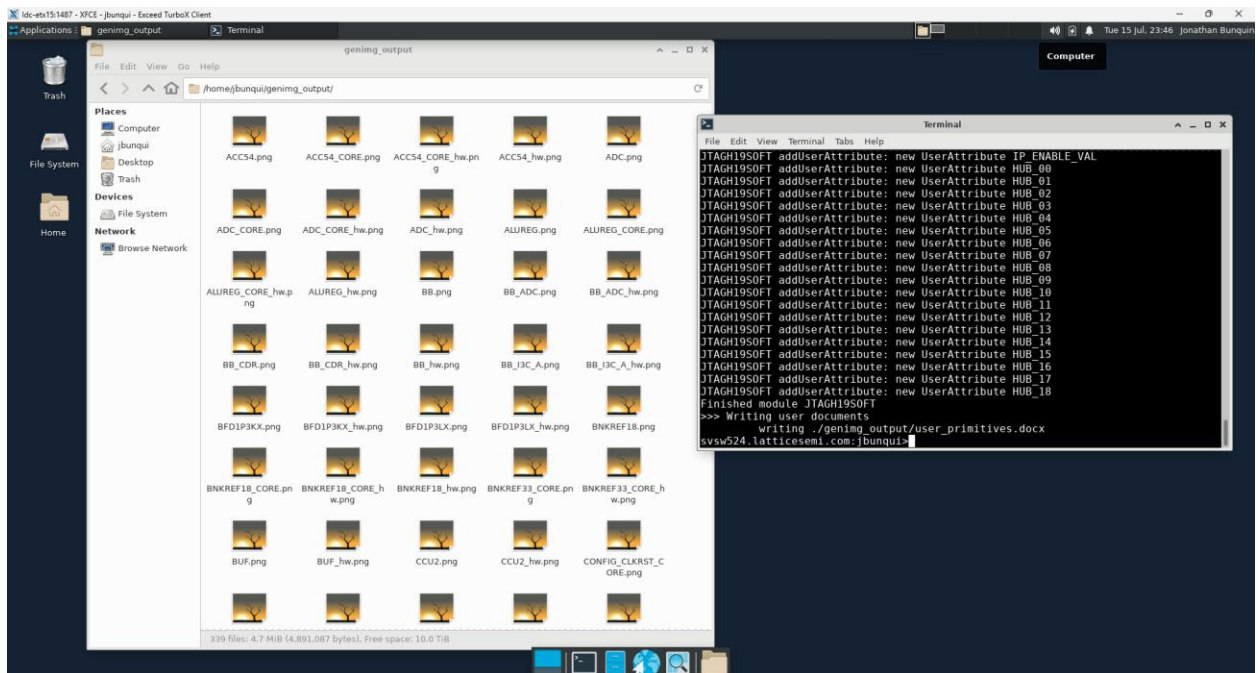 ldc-etx15:1487 - XFCE - jbunqui - Exceed TurboX Client
Applications genimg_output Terminal Tue 15 Jul, 23:46 Jonathan Bunquin
Computer
Trash
File System
Home
genimg_output
File Edit View Go Help
/home/jbunqui/genimg_output/
Places
Computer
jbunqui
Desktop
Trash
Devices
File System
Network
Browse Network
ACC54.png ACC54_CORE.png ACC54_CORE_hw.pn ACC54_hw.png ADC.png
g
ADC_CORE.png ADC_CORE_hw.png ADC_hw.png ALUREG.png ALUREG_CORE.png
ALUREG_CORE_hw.p ALUREG_hw.png BB.png BB_ADC.png BB_ADC_hw.png
ng
BB_CDR.png BB_CDR_hw.png BB_hw.png BB_I3C_A.png BB_I3C_A_hw.png
BFD1P3KX.png BFD1P3KX_hw.png BFD1P3LX.png BFD1P3LX_hw.png BNKREF18.png
BNKREF18_CORE.pn BNKREF18_CORE_h BNKREF18_hw.png BNKREF33_CORE.pn BNKREF33_CORE_h
g w.png g w.png
BUF.png BUF_hw.png CCU2.png CCU2_hw.png CONFIG_CLKRST_C
ORE.png
339 files: 4.7 MiB (4,891,087 bytes), Free space: 10.0 TiB
Terminal
File Edit View Terminal Tabs Help
JTAGH19SOFT addUserAttribute: new UserAttribute IP_ENABLE_VAL
JTAGH19SOFT addUserAttribute: new UserAttribute HUB_00
JTAGH19SOFT addUserAttribute: new UserAttribute HUB_01
JTAGH19SOFT addUserAttribute: new UserAttribute HUB_02
JTAGH19SOFT addUserAttribute: new UserAttribute HUB_03
JTAGH19SOFT addUserAttribute: new UserAttribute HUB_04
JTAGH19SOFT addUserAttribute: new UserAttribute HUB_05
JTAGH19SOFT addUserAttribute: new UserAttribute HUB_06
JTAGH19SOFT addUserAttribute: new UserAttribute HUB_07
JTAGH19SOFT addUserAttribute: new UserAttribute HUB_08
JTAGH19SOFT addUserAttribute: new UserAttribute HUB_09
JTAGH19SOFT addUserAttribute: new UserAttribute HUB_10
JTAGH19SOFT addUserAttribute: new UserAttribute HUB_11
JTAGH19SOFT addUserAttribute: new UserAttribute HUB_12
JTAGH19SOFT addUserAttribute: new UserAttribute HUB_13
JTAGH19SOFT addUserAttribute: new UserAttribute HUB_14
JTAGH19SOFT addUserAttribute: new UserAttribute HUB_15
JTAGH19SOFT addUserAttribute: new UserAttribute HUB_16
JTAGH19SOFT addUserAttribute: new UserAttribute HUB_17
JTAGH19SOFT addUserAttribute: new UserAttribute HUB_18
Finished module JTAGH19SOFT
>>> Writing user documents
writing ./genimg_output/user_primitives.docx
svsw524.latticesemi.com:jbunqui>